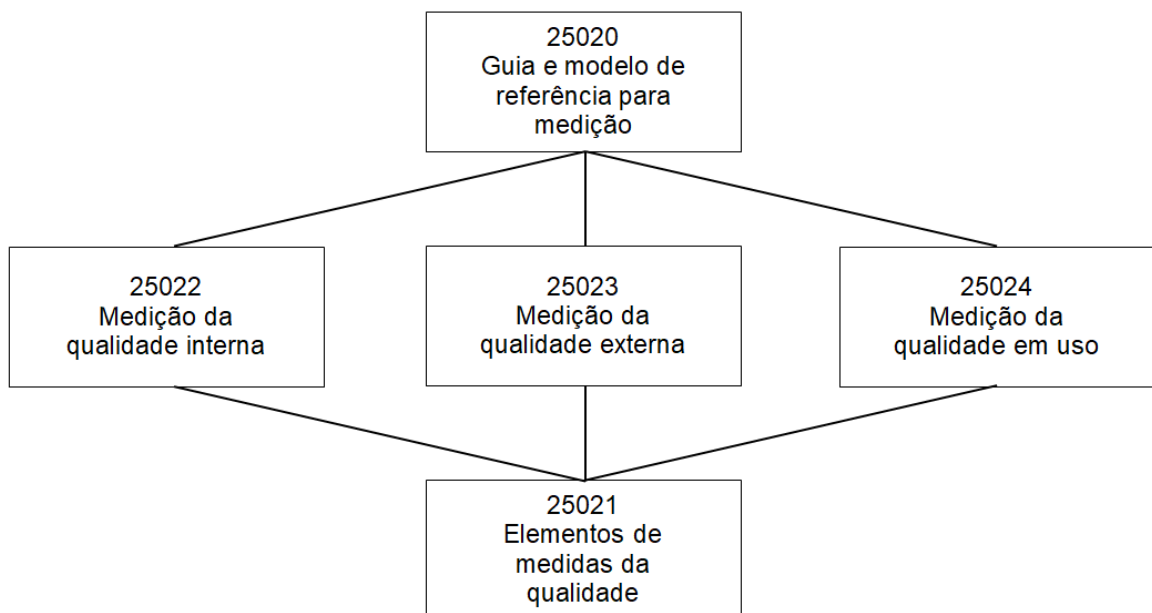 25020
Guia e modelo de
referência para
medição
25022
Medição da
qualidade interna
25023
Medição da
qualidade externa
25024
Medição da
qualidade em uso
25021
Elementos de
medidas da
qualidade